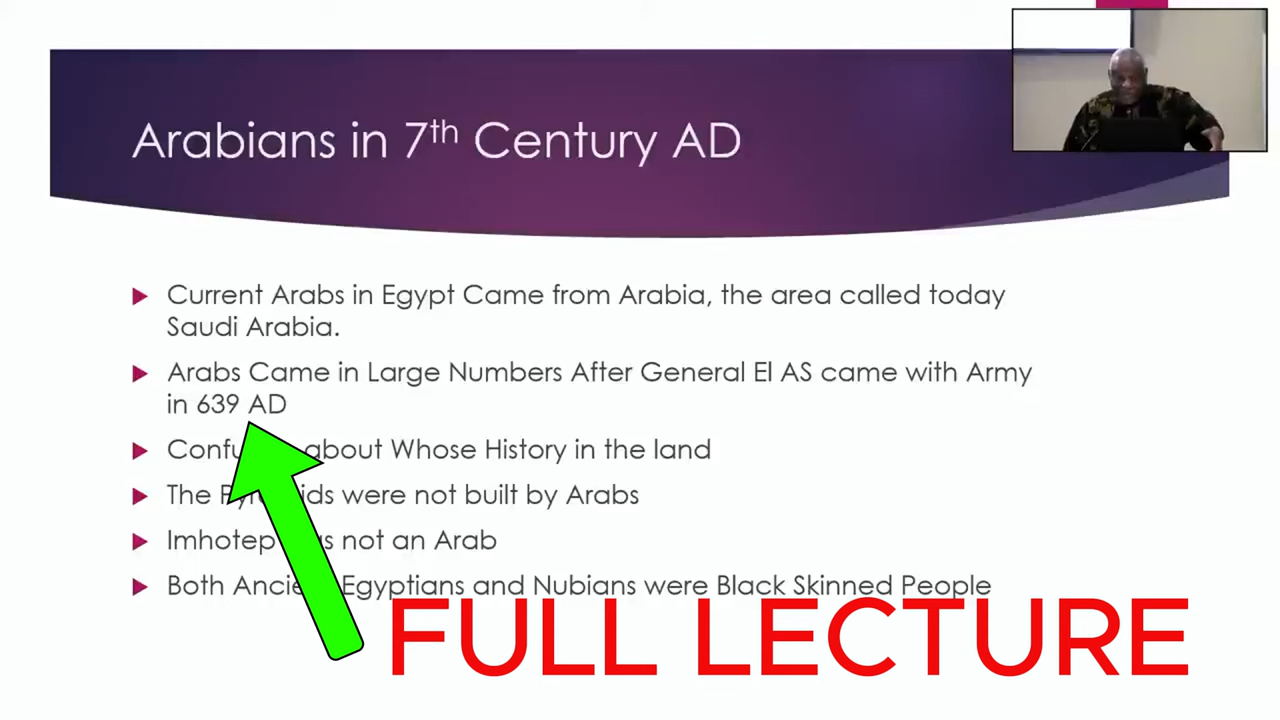 Arabians in 7th Century AD
Current Arabs in Egypt Came from Arabia, the area called today
Saudi Arabia.
Arabs Came in Large Numbers After General El AS came with Army
in 639 AD
about Whose History in the land
The were not built by Arabs
Imhotep not an Arab
Both Egyptians and Nubians were Black Skinned People
FULL LECTURE